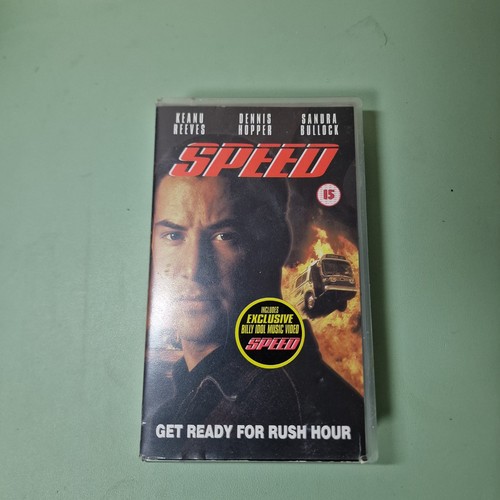 KEANU DENNIS SANDRA
REEVES HOPPER BULLOCK
SPEED
15
INCLUDES
EXCLUSIVE
BILLY IDOL MUSIC VIDEO
SPEED
GET READY FOR RUSH HOUR